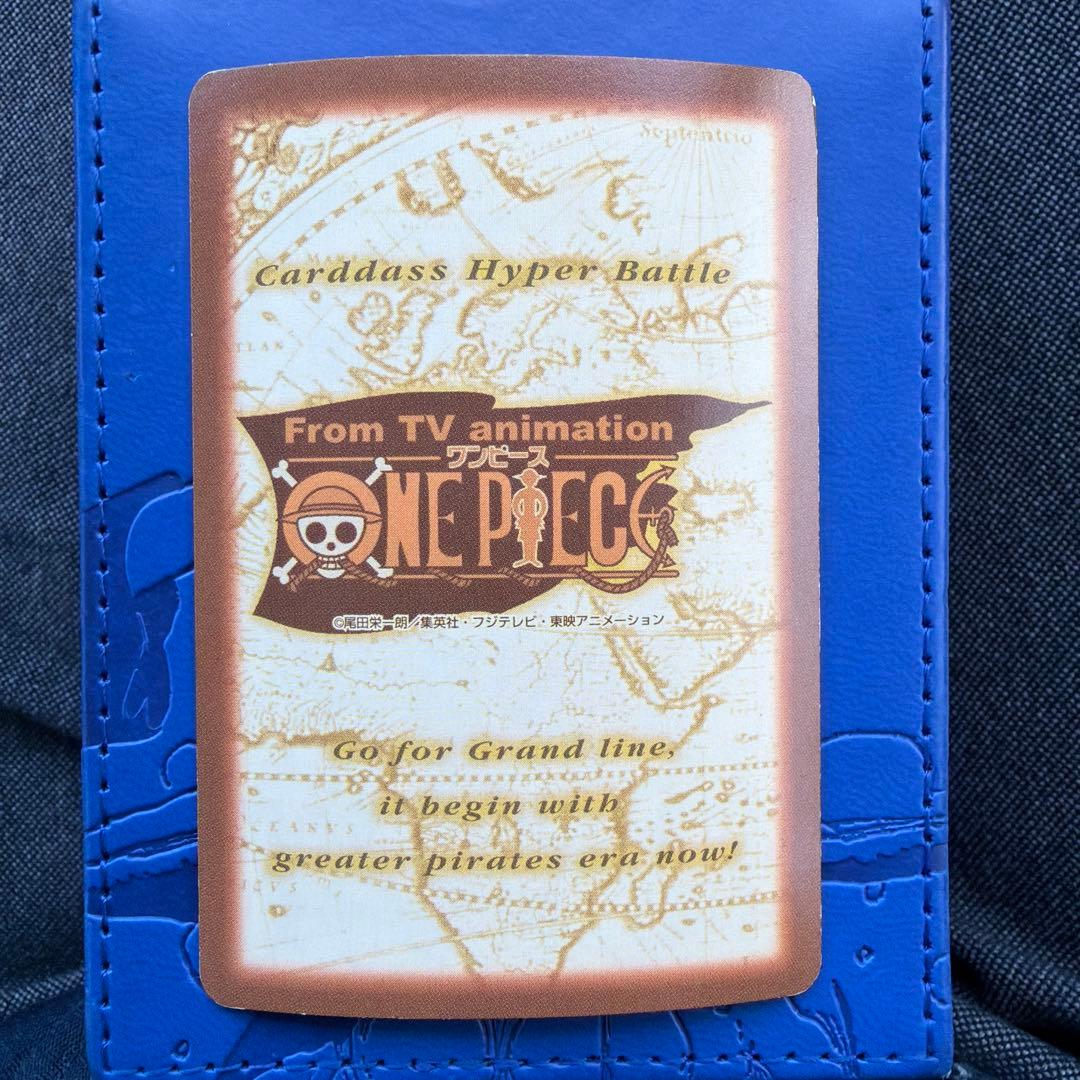 Septentrio
Carddass Hyper Battle
From TV animation
ワンピース
ONE PIECE
©尾田栄一朗／集英社・フジテレビ・東映アニメーション
Go for Grand line,
it begin with
greater pirates era now!